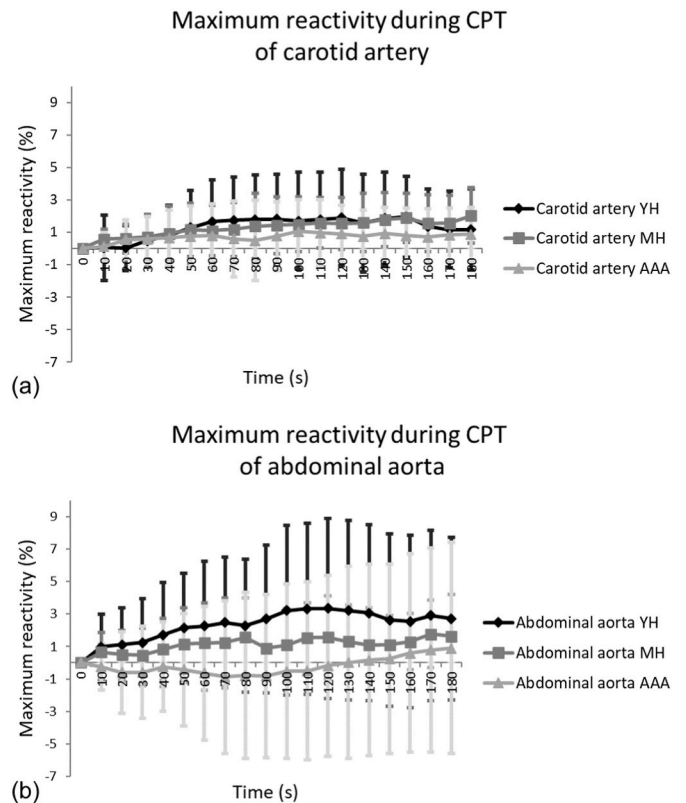 Maximum reactivity during CPT
of carotid artery
Maximum reactivity (%)
9
7
5
3
1
-1
-3
-5
-7
0 10 20 30 40 50 60 70 80 90 100 110 120 130 140 150 160 170 180
Time (s)
Carotid artery YH
Carotid artery MH
Carotid artery AAA
(a)
Maximum reactivity during CPT
of abdominal aorta
Maximum reactivity (%)
9
7
5
3
1
-1
-3
-5
-7
0 10 20 30 40 50 60 70 80 90 100 110 120 130 140 150 160 170 180
Time (s)
Abdominal aorta YH
Abdominal aorta MH
Abdominal aorta AAA
(b)